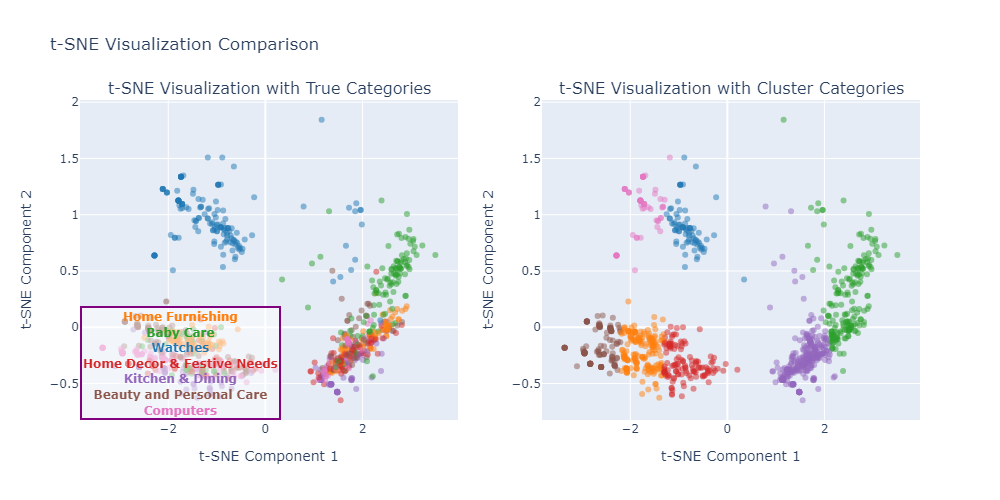 t-SNE Visualization Comparison
t-SNE Visualization with True Categories
t-SNE Visualization with Cluster Categories
2
1.5
1
0.5
0
−0.5
t-SNE Component 2
Home Furnishing
Baby Care
Watches
Home Decor & Festive Needs
Kitchen & Dining
Beauty and Personal Care
Computers
−2
0
2
t-SNE Component 1
2
1.5
1
0.5
0
−0.5
t-SNE Component 2
−2
0
2
t-SNE Component 1